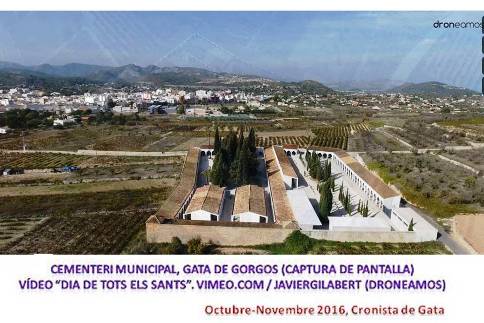 droneamos
CEMENTERI MUNICIPAL, GATA DE GORGOS (CAPTURA DE PANTALLA)
VÍDEO "DIA DE TOTS ELS SANTS". VIMEO.COM / JAVIERGILABERT (DRONEAMOS)
Octubre-Novembre 2016, Cronista de Gata